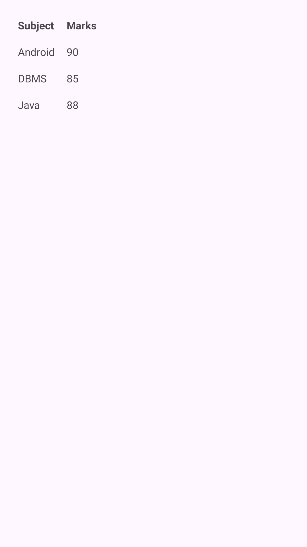 Subject Marks
Android 90
DBMS 85
Java 88